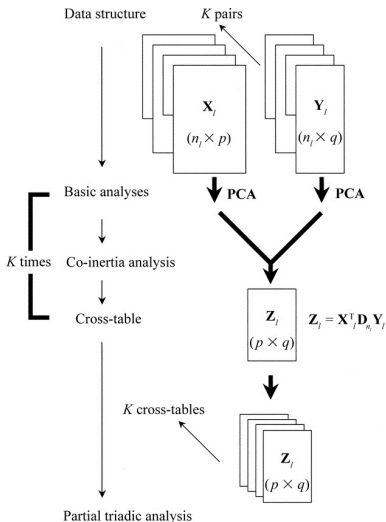 Data structure
K pairs
X_l
(n_l × p)
Y_l
(n_l × q)
Basic analyses
PCA
PCA
K times
Co-inertia analysis
Cross-table
Z_l
(p × q)
Z_l = X_l^T D_{n_l} Y_l
K cross-tables
Z_l
(p × q)
Partial triadic analysis